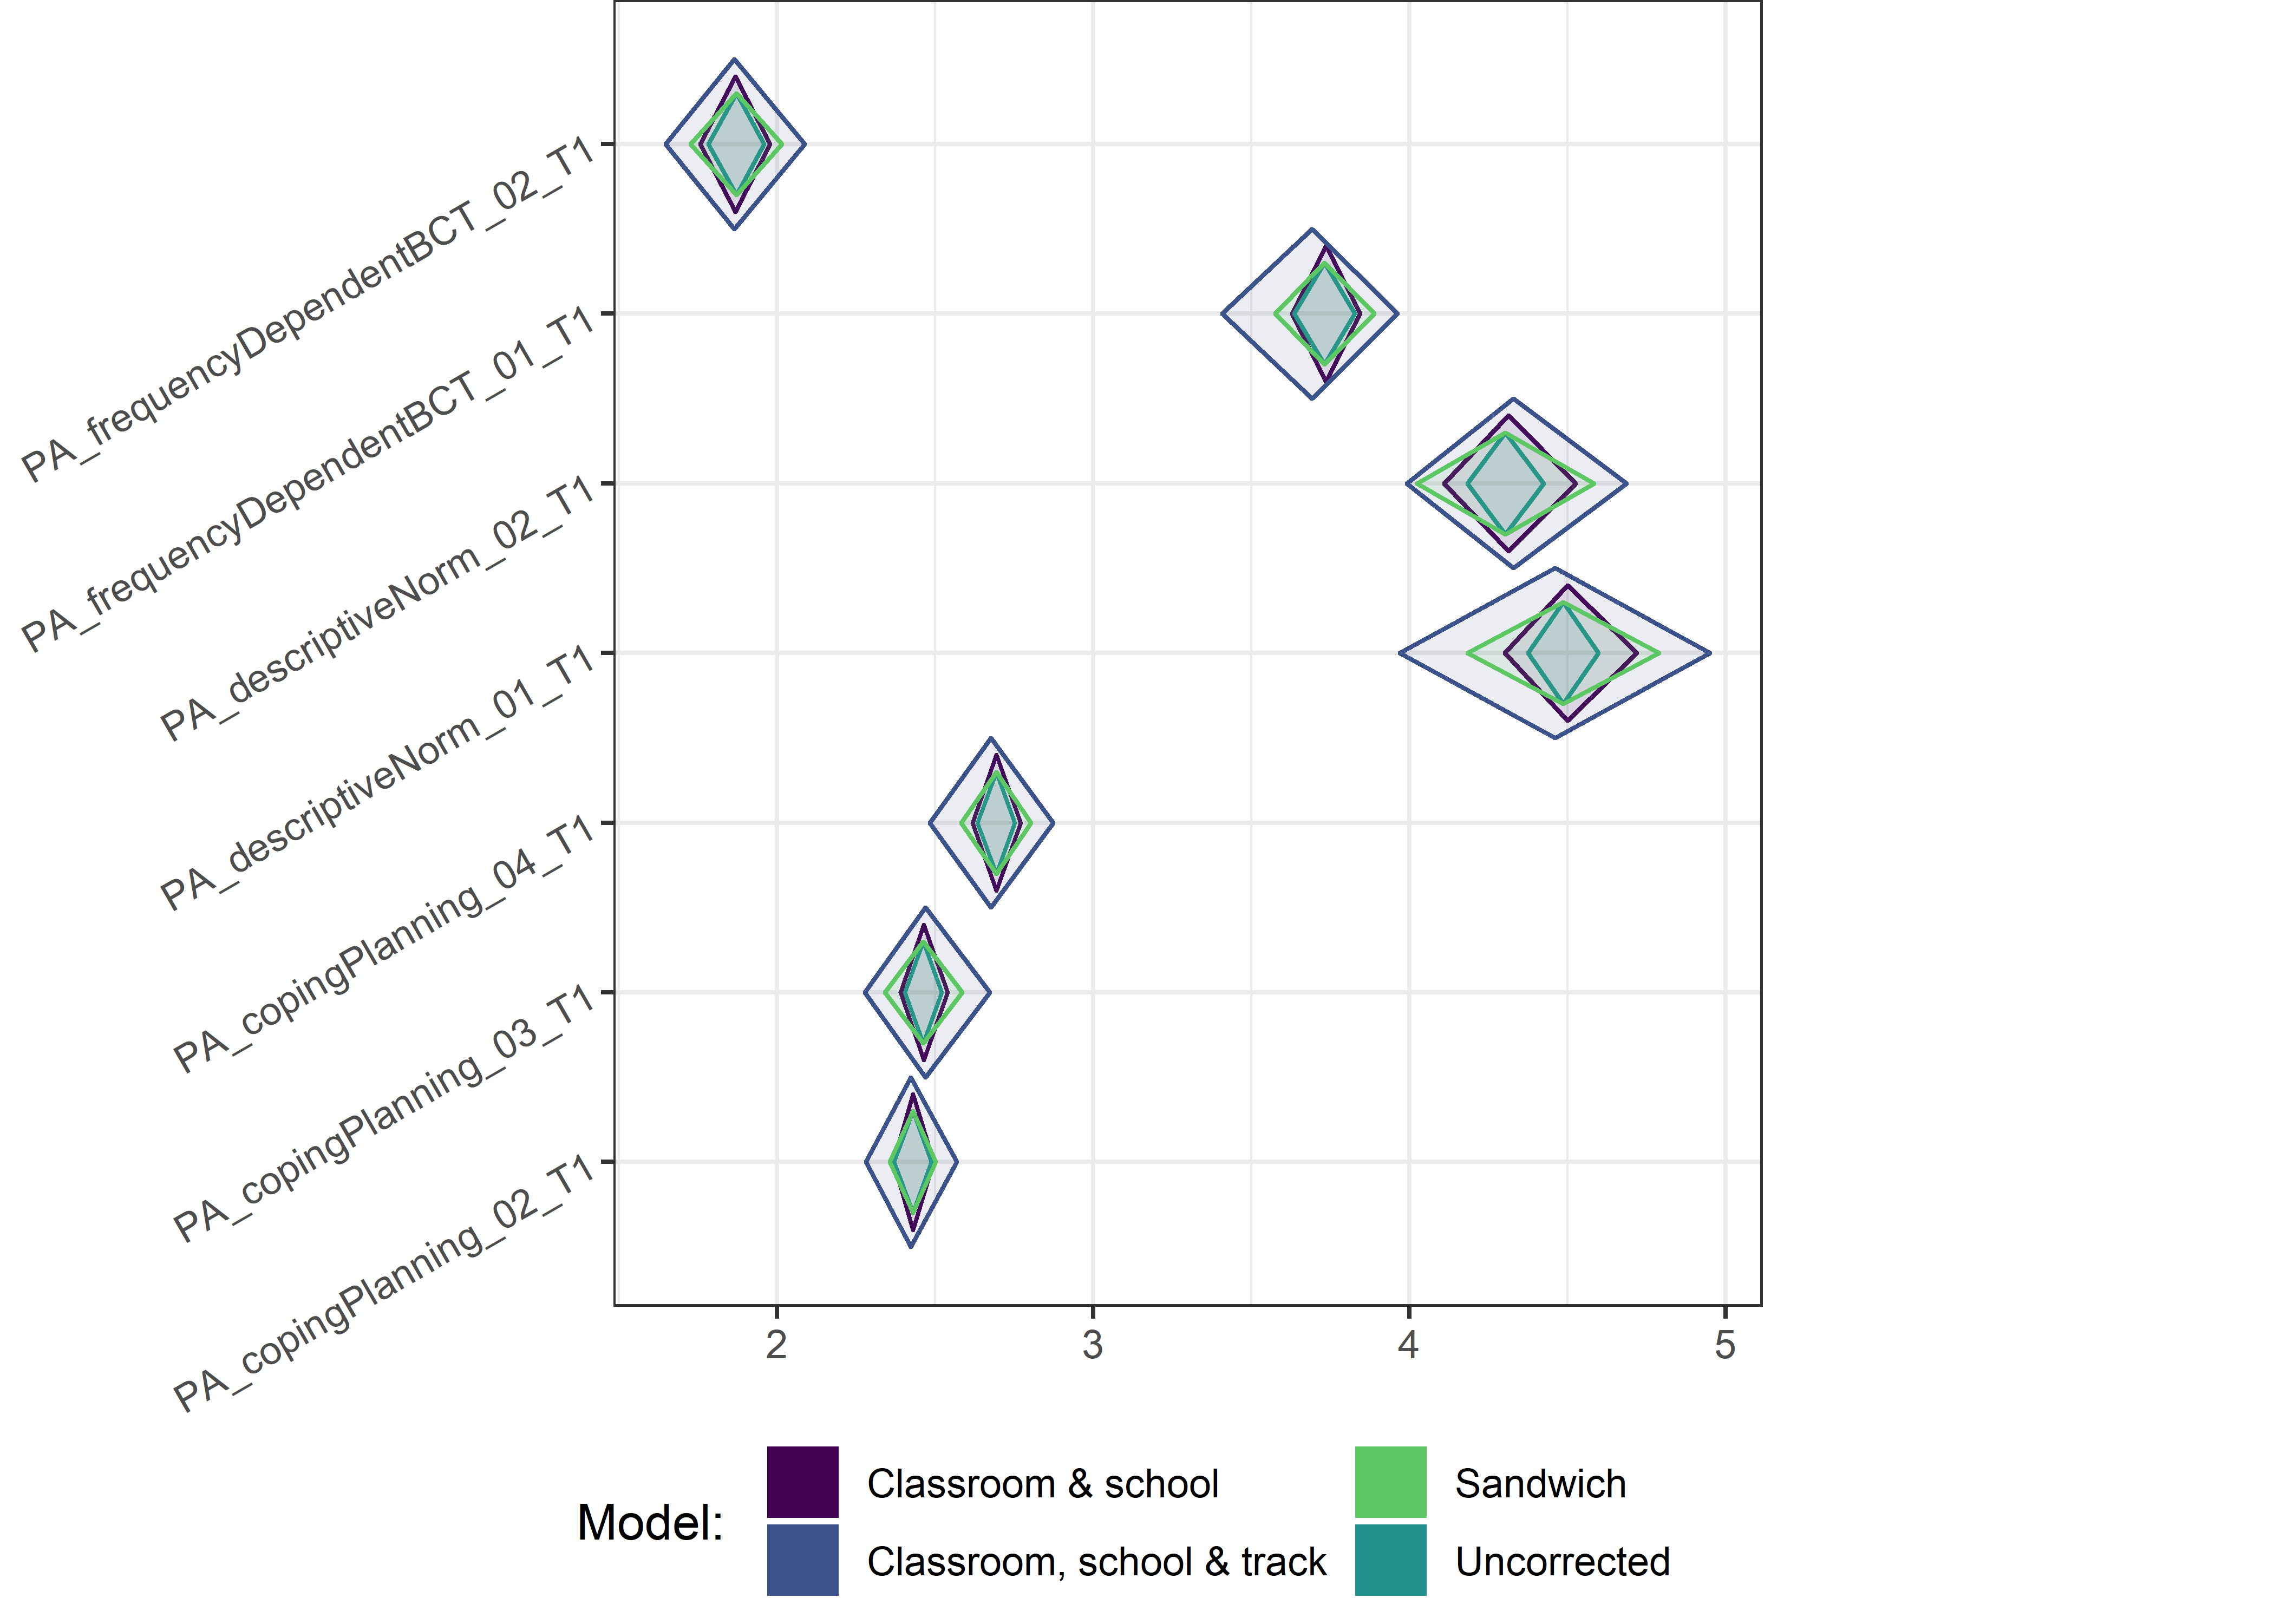 PA_frequencyDependentBCT_02_T1
PA_frequencyDependentBCT_01_T1
PA_descriptiveNorm_02_T1
PA_descriptiveNorm_01_T1
PA_copingPlanning_04_T1
PA_copingPlanning_03_T1
PA_copingPlanning_02_T1
2 3 4 5
Model:
Classroom & school
Classroom, school & track
Sandwich
Uncorrected